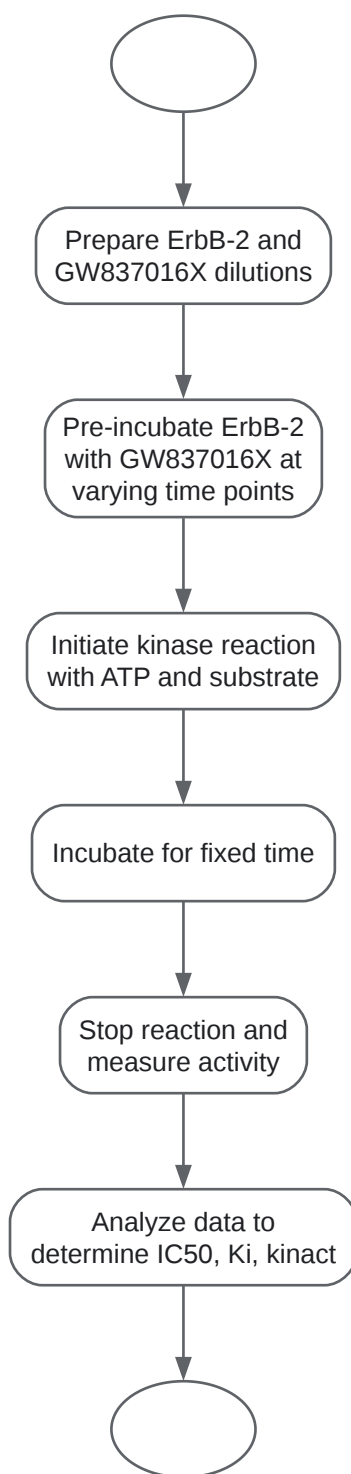 Prepare ErbB-2 and
GW837016X dilutions
Pre-incubate ErbB-2
with GW837016X at
varying time points
Initiate kinase reaction
with ATP and substrate
Incubate for fixed time
Stop reaction and
measure activity
Analyze data to
determine IC50, Ki, kinact